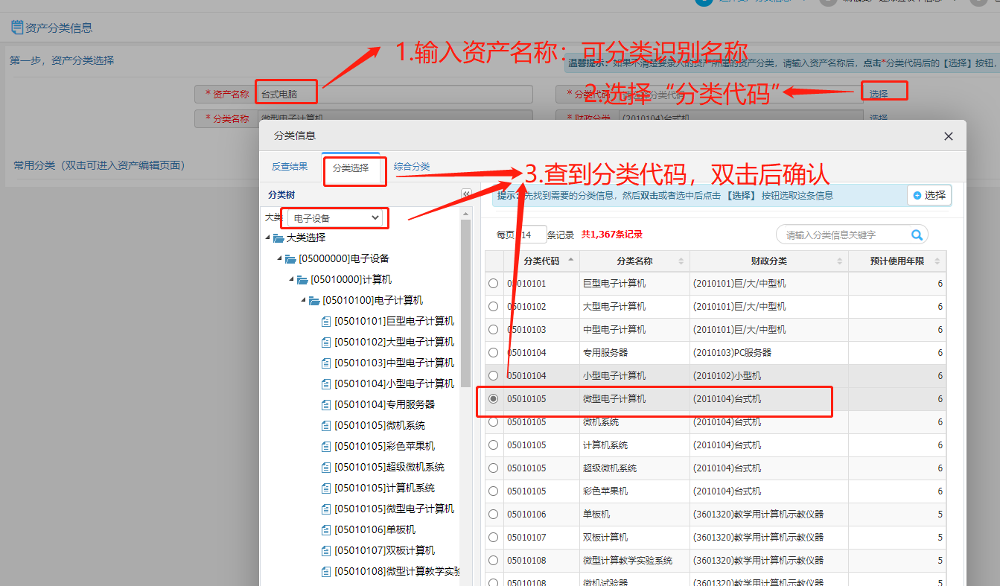 资产分类信息
第一步，资产分类选择
1.输入资产名称：可分类识别名称
温馨提示：如果不清楚要录入的资产所属的资产分类，请输入资产名称后，点击*分类代码后的【选择】按钮，
* 资产名称 台式电脑
* 分类代码 选择
2.选择“分类代码”
* 分类名称 微型电子计算机
* 财政分类 (2010104)台式机 选择
常用分类（双击可进入资产编辑页面）
分类信息
反查结果 分类选择 综合分类
3.查到分类代码，双击后确认
分类树
提示：先找到需要的分类信息，然后双击或者选中后点击 【选择】 按钮选取这条信息
选择
大类 电子设备
大类选择
[05000000]电子设备
[05010000]计算机
[05010100]电子计算机
[05010101]巨型电子计算机
[05010102]大型电子计算机
[05010103]中型电子计算机
[05010104]小型电子计算机
[05010104]专用服务器
[05010105]微机系统
[05010105]彩色苹果机
[05010105]超级微机系统
[05010105]计算机系统
[05010105]微型电子计算机
[05010106]单板机
[05010107]双板计算机
[05010108]微型计算教学实验
每页 14 条记录 共1,367条记录
请输入分类信息关键字
分类代码 分类名称 财政分类 预计使用年限
05010101 巨型电子计算机 (2010101)巨/大/中型机 6
05010102 大型电子计算机 (2010101)巨/大/中型机 6
05010103 中型电子计算机 (2010101)巨/大/中型机 6
05010104 专用服务器 (2010103)PC服务器 6
05010104 小型电子计算机 (2010102)小型机 6
05010105 微型电子计算机 (2010104)台式机 6
05010105 微机系统 (2010104)台式机 6
05010105 计算机系统 (2010104)台式机 6
05010105 超级微机系统 (2010104)台式机 6
05010105 彩色苹果机 (2010104)台式机 6
05010106 单板机 (3601320)教学用计算机示教仪器 5
05010107 双板计算机 (3601320)教学用计算机示教仪器 5
05010108 微型计算教学实验系统 (3601320)教学用计算机示教仪器 5
05010108 微机试验器 (3601320)教学用计算机示教仪器 5